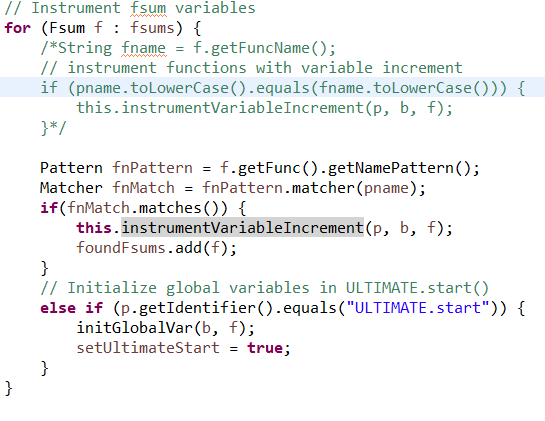 // Instrument fsum variables
for (Fsum f : fsums) {
    /*String fname = f.getFuncName();
    // instrument functions with variable increment
    if (pname.toLowerCase().equals(fname.toLowerCase())) {
        this.instrumentVariableIncrement(p, b, f);
    }*/

    Pattern fnPattern = f.getFunc().getNamePattern();
    Matcher fnMatch = fnPattern.matcher(pname);
    if(fnMatch.matches()) {
        this.instrumentVariableIncrement(p, b, f);
        foundFsums.add(f);
    }
    // Initialize global variables in ULTIMATE.start()
    else if (p.getIdentifier().equals("ULTIMATE.start")) {
        initGlobalVar(b, f);
        setUltimateStart = true;
    }
}